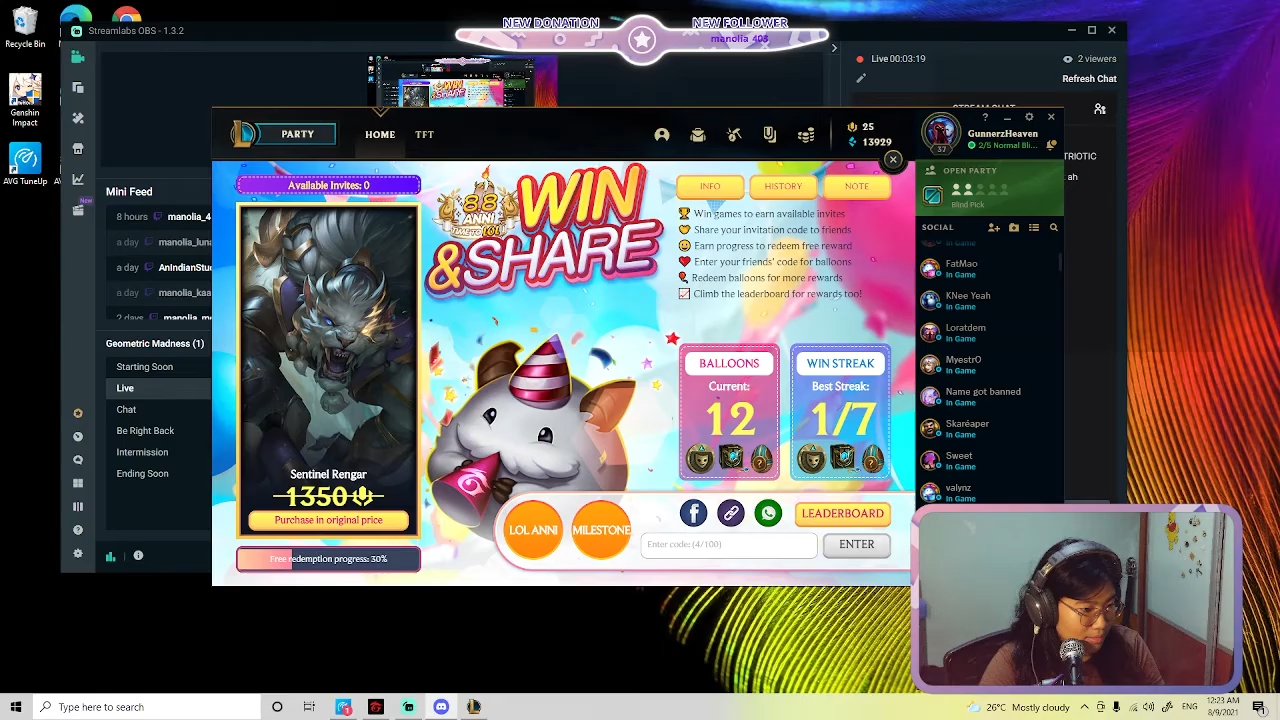 NEW DONATION
NEW FOLLOWER
manolia_403
Recycle Bin
Genshin
Impact
AVG TuneUp
Streamlabs OBS - 1.3.2
Live 00:03:19
2 viewers
Refresh Chat
New
Mini Feed
8 hours manolia_4
a day manolia_luna
a day AnIndianStu
a day manolia_kaa
Geometric Madness (1)
Starting Soon
Live
Chat
Be Right Back
Intermission
Ending Soon
PARTY
HOME
TFT
25
13929
37
GunnerzHeaven
2/5 Normal Bli...
OPEN PARTY
Blind Pick
SOCIAL
In Game
FatMao
In Game
KNee Yeah
In Game
Loratdem
In Game
MyestrO
In Game
Name got banned
In Game
Skaréaper
In Game
Sweet
In Game
valynz
In Game
Available Invites: 0
88
ANNI
WIN
&SHARE
INFO
HISTORY
NOTE
Win games to earn available invites
Share your invitation code to friends
Earn progress to redeem free reward
Enter your friends' code for balloons
Redeem balloons for more rewards
Climb the leaderboard for rewards too!
BALLOONS
Current:
12
WIN STREAK
Best Streak:
1/7
Sentinel Rengar
1350
Purchase in original price
Free redemption progress: 30%
LOL ANNI
MILESTONE
LEADERBOARD
Enter code: (4/100)
ENTER
Type here to search
26°C Mostly cloudy
ENG
12:23 AM
8/9/2021